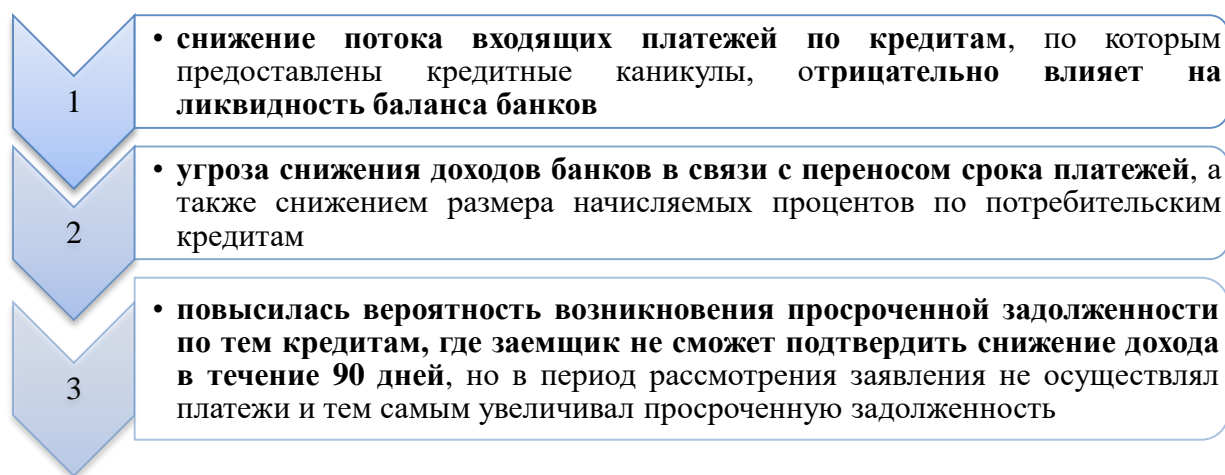 1
• снижение потока входящих платежей по кредитам, по которым
предоставлены кредитные каникулы, отрицательно влияет на
ликвидность баланса банков
2
• угроза снижения доходов банков в связи с переносом срока платежей, а
также снижением размера начисляемых процентов по потребительским
кредитам
3
• повысилась вероятность возникновения просроченной задолженности
по тем кредитам, где заемщик не сможет подтвердить снижение дохода
в течение 90 дней, но в период рассмотрения заявления не осуществлял
платежи и тем самым увеличивал просроченную задолженность